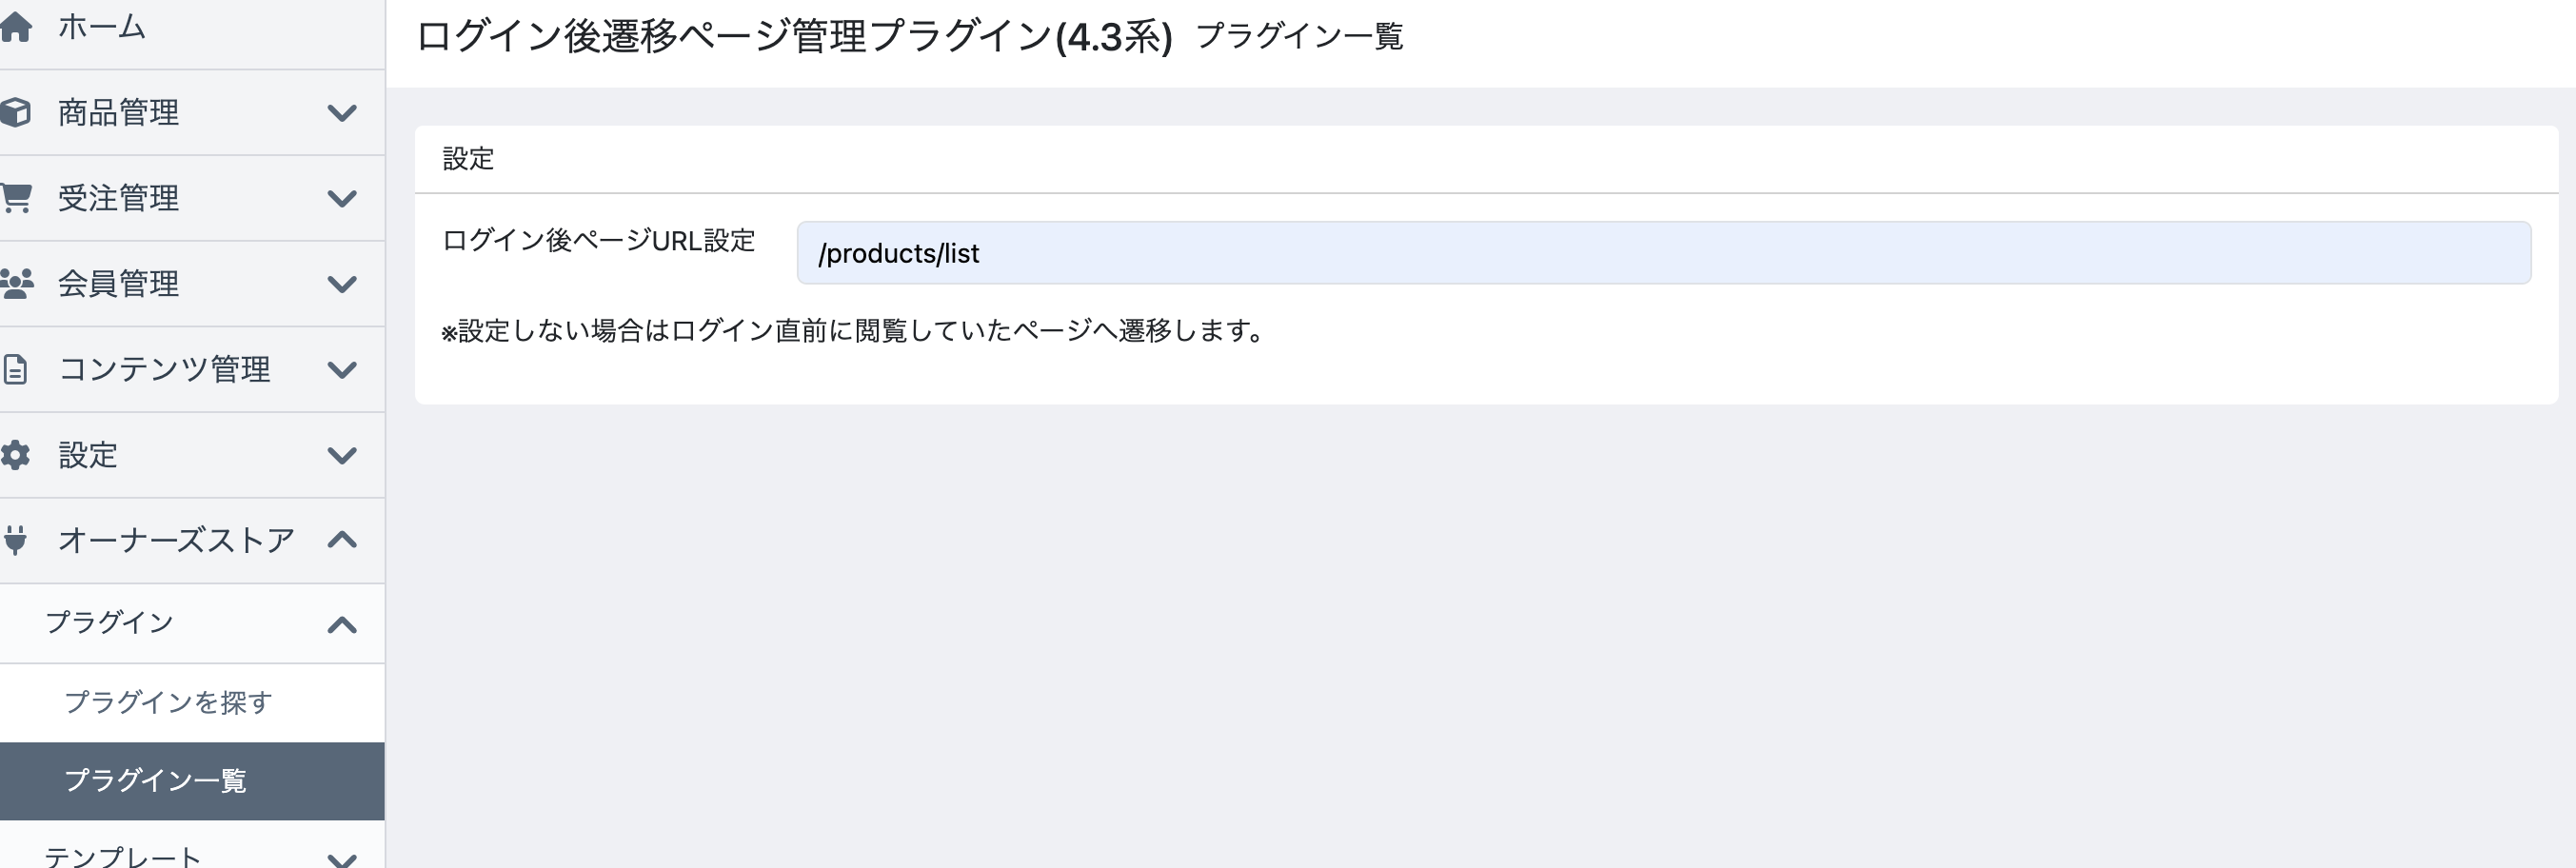 ホーム
商品管理
受注管理
会員管理
コンテンツ管理
設定
オーナーズストア
プラグイン
プラグインを探す
プラグイン一覧
テンプレート
ログイン後遷移ページ管理プラグイン(4.3系) プラグイン一覧
設定
ログイン後ページURL設定 /products/list
※設定しない場合はログイン直前に閲覧していたページへ遷移します。